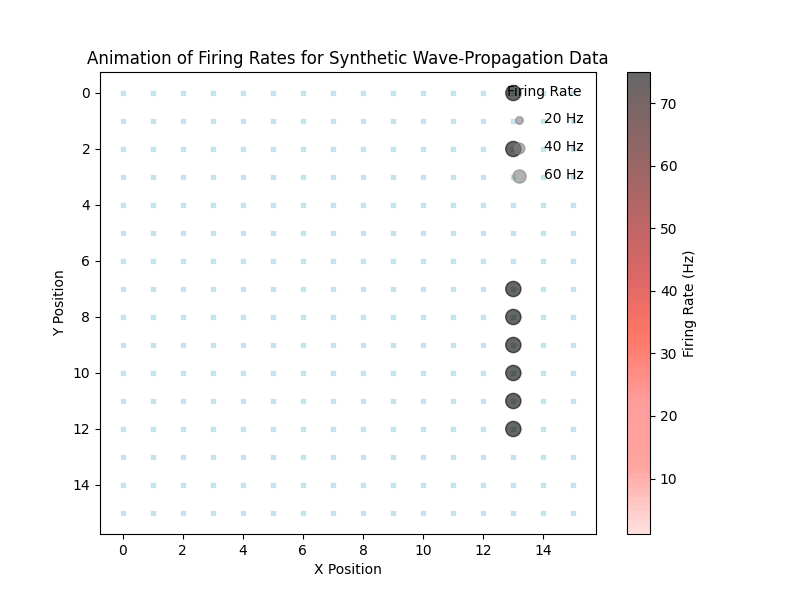 Animation of Firing Rates for Synthetic Wave-Propagation Data
Firing Rate
20 Hz
40 Hz
60 Hz
0
2
4
6
8
10
12
14
Y Position
0
2
4
6
8
10
12
14
X Position
70
60
50
40
30
20
10
Firing Rate (Hz)